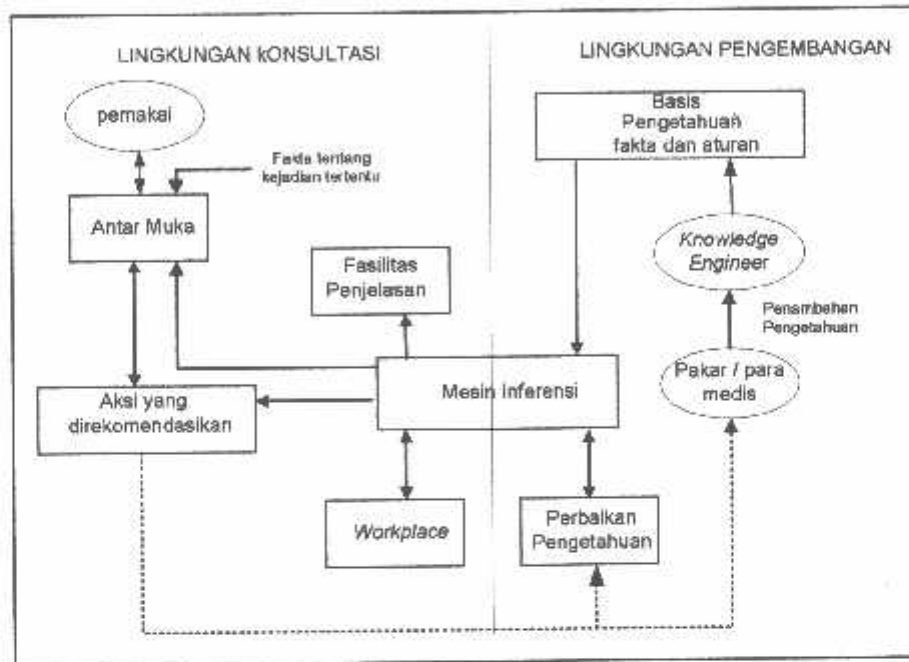 LINGKUNGAN kONSULTASI
LINGKUNGAN PENGEMBANGAN
pemakai
Fakta tentang
kejadian tertentu
Antar Muka
Fasilitas
Penjelasan
Aksi yang
direkomendasikan
Mesin Inferensi
Workplace
Basis
Pengetahuan
fakta dan aturan
Knowledge
Engineer
Penambahan
Pengetahuan
Pakar / para
medis
Perbaikan
Pengetahuan